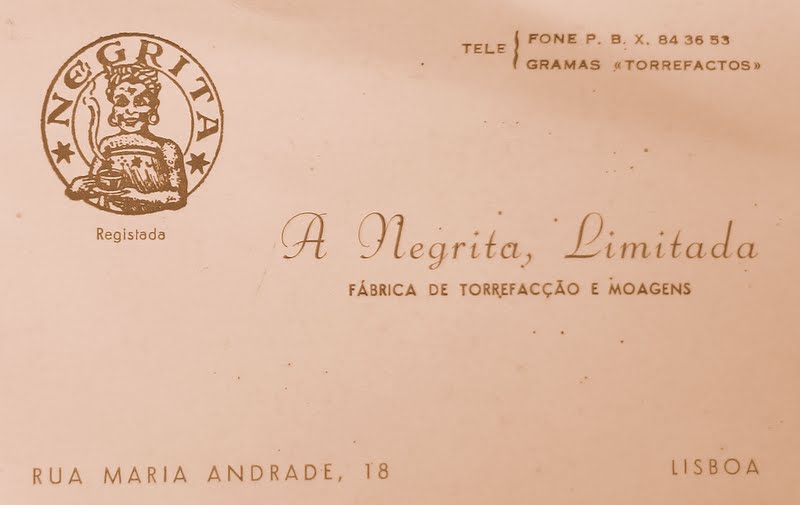 NEGRITA
Registada
TELE { FONE P. B. X. 84 36 53
GRAMAS «TORREFACTOS»
A Negrita, Limitada
FÁBRICA DE TORREFACÇÃO E MOAGENS
RUA MARIA ANDRADE, 18
LISBOA